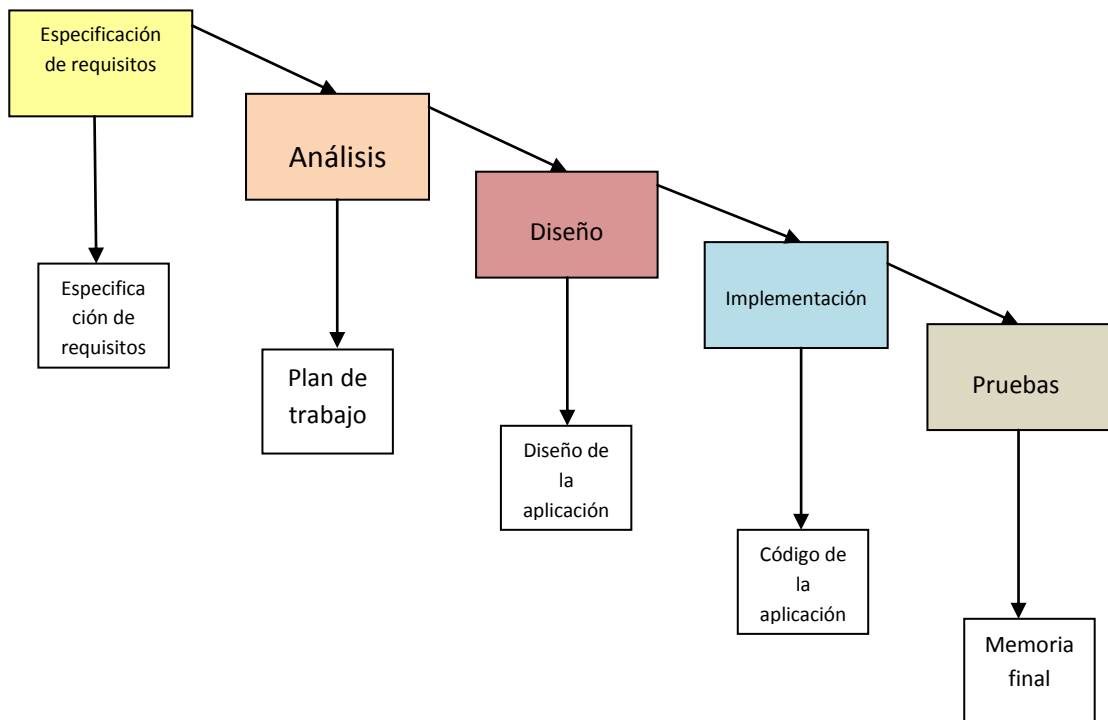 Especificación
de requisitos
Análisis
Diseño
Implementación
Pruebas
Especifica
ción de
requisitos
Plan de
trabajo
Diseño de
la
aplicación
Código de
la
aplicación
Memoria
final